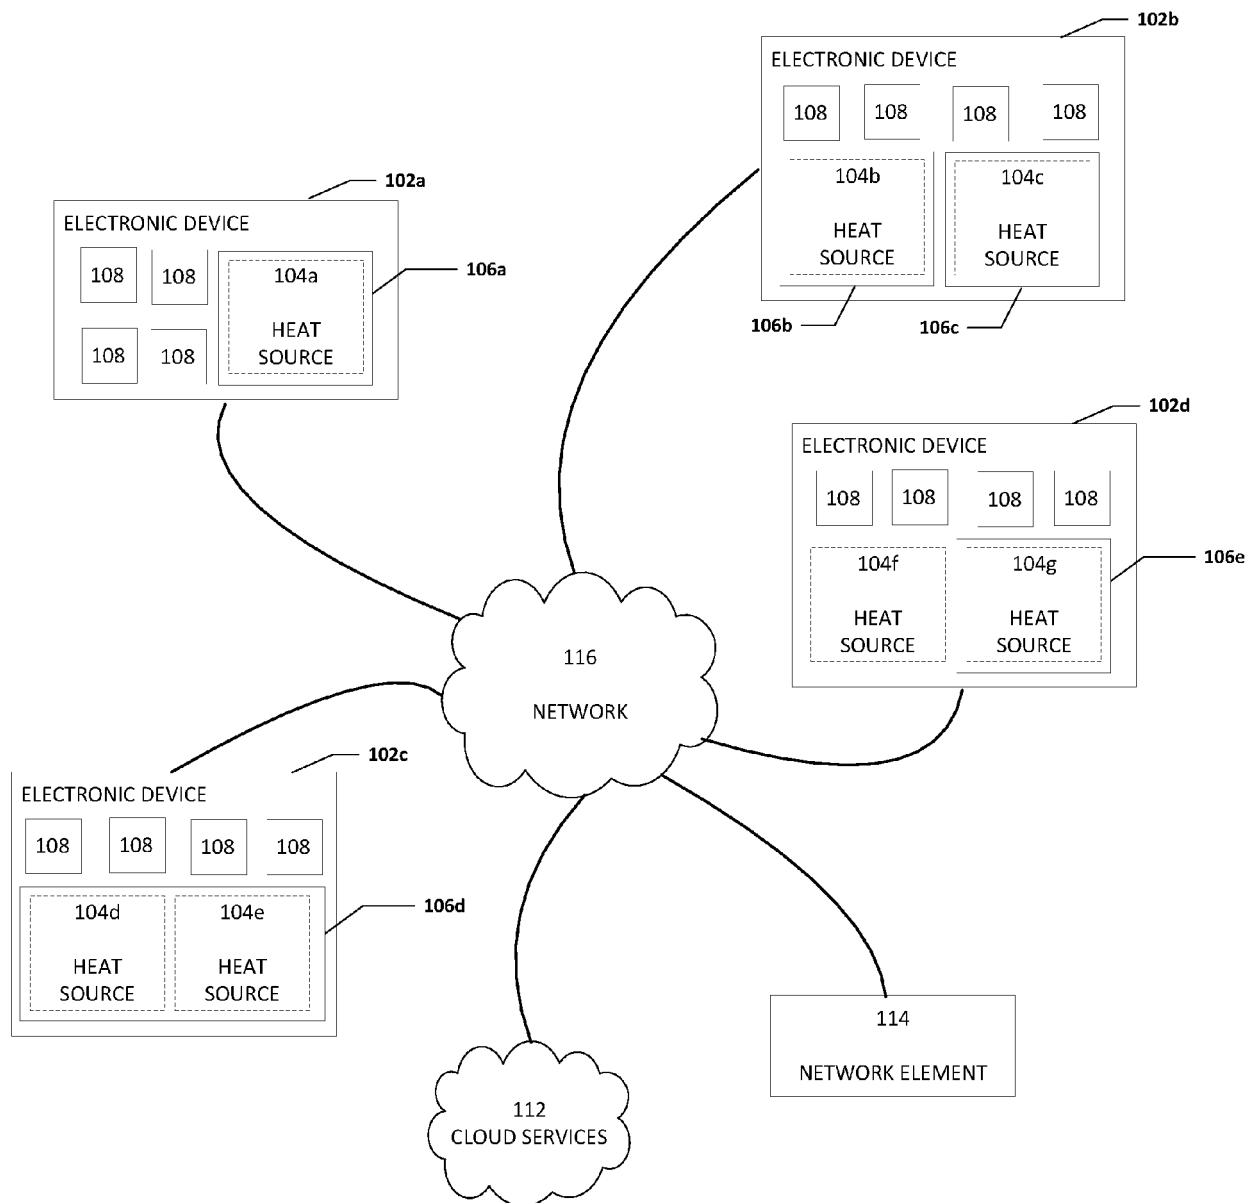 102b
ELECTRONIC DEVICE
108 108 108 108
104b 104c
HEAT HEAT
SOURCE SOURCE
106b 106c
102a
ELECTRONIC DEVICE
108 108 104a 106a
HEAT
108 108 SOURCE
102d
ELECTRONIC DEVICE
108 108 108 108
104f 104g 106e
HEAT HEAT
SOURCE SOURCE
116
NETWORK
102c
ELECTRONIC DEVICE
108 108 108 108
104d 104e 106d
HEAT HEAT
SOURCE SOURCE
114
NETWORK ELEMENT
112
CLOUD SERVICES